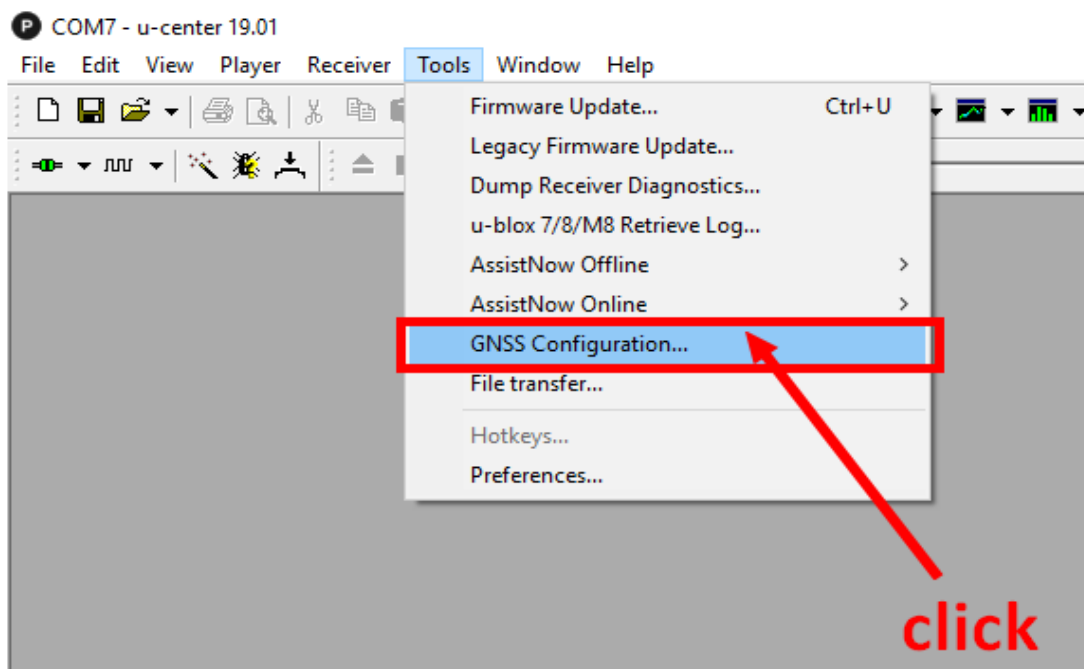 COM7 - u-center 19.01
File Edit View Player Receiver Tools Window Help
Firmware Update... Ctrl+U
Legacy Firmware Update...
Dump Receiver Diagnostics...
u-blox 7/8/M8 Retrieve Log...
AssistNow Offline >
AssistNow Online >
GNSS Configuration...
File transfer...
Hotkeys...
Preferences...
click